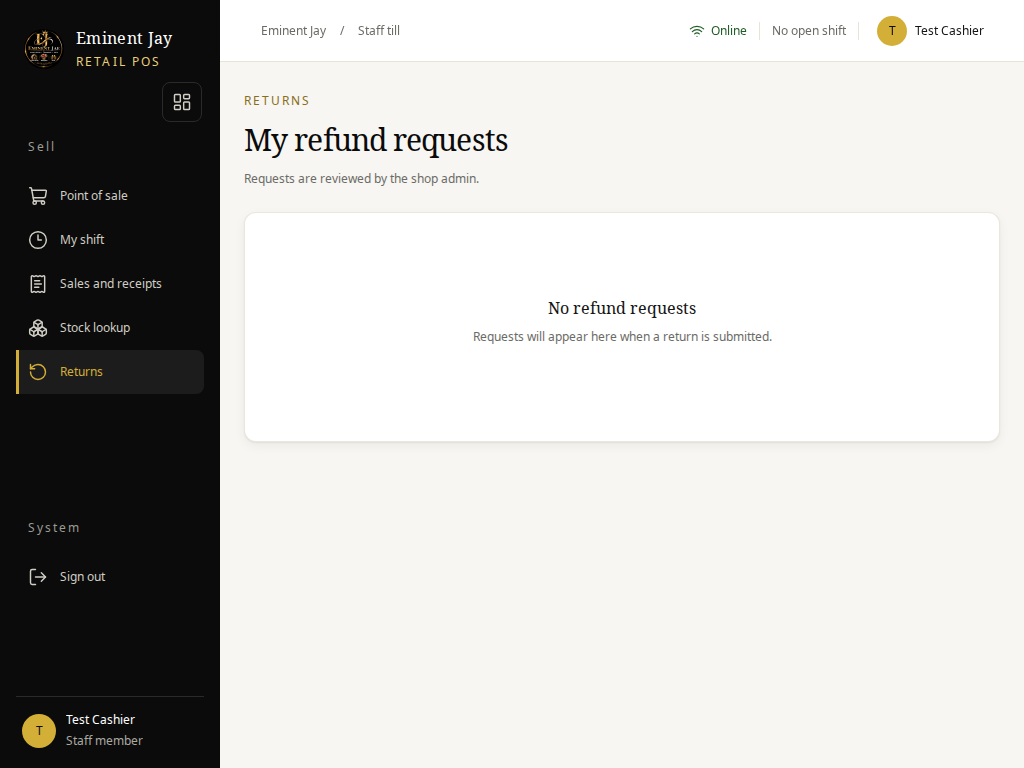 Eminent Jay
RETAIL POS
Sell
Point of sale
My shift
Sales and receipts
Stock lookup
Returns
System
Sign out
T
Test Cashier
Staff member
Eminent Jay / Staff till
Online
No open shift
T
Test Cashier
RETURNS
My refund requests
Requests are reviewed by the shop admin.
No refund requests
Requests will appear here when a return is submitted.